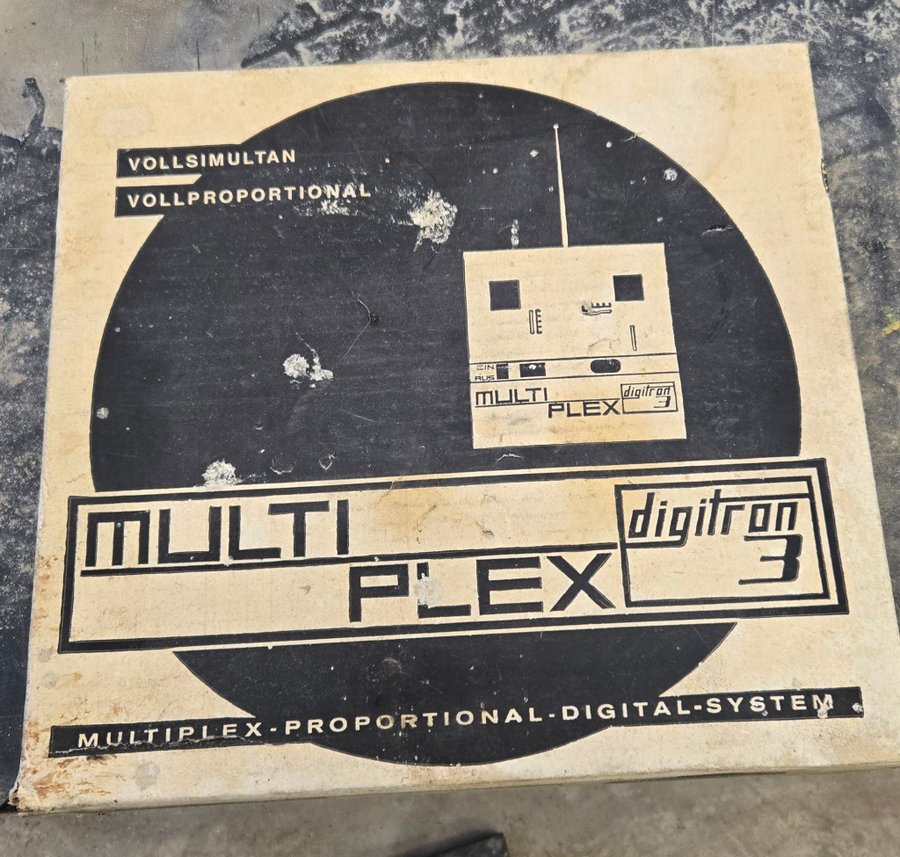 VOLLSIMULTAN
VOLLPROPORTIONAL
EIN
AUS
MULTI
PLEX
digitron
3
MULTI
PLEX
digitron
3
MULTIPLEX-PROPORTIONAL-DIGITAL-SYSTEM